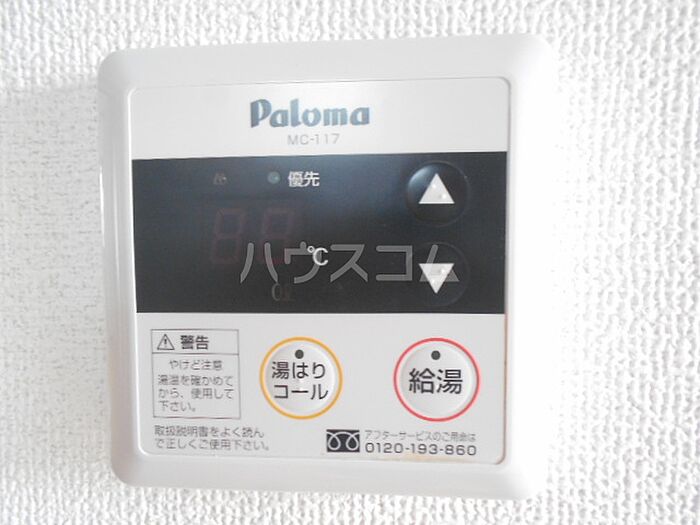 Paloma
MC-117
優先
88
℃
ON
ハウスコム
警告
やけど注意
湯温を確かめて
から、使用して
下さい。
湯はり
コール
給湯
取扱説明書をよく読ん
で正しくご使用下さい。
アフターサービスのご用命は
0120-193-860